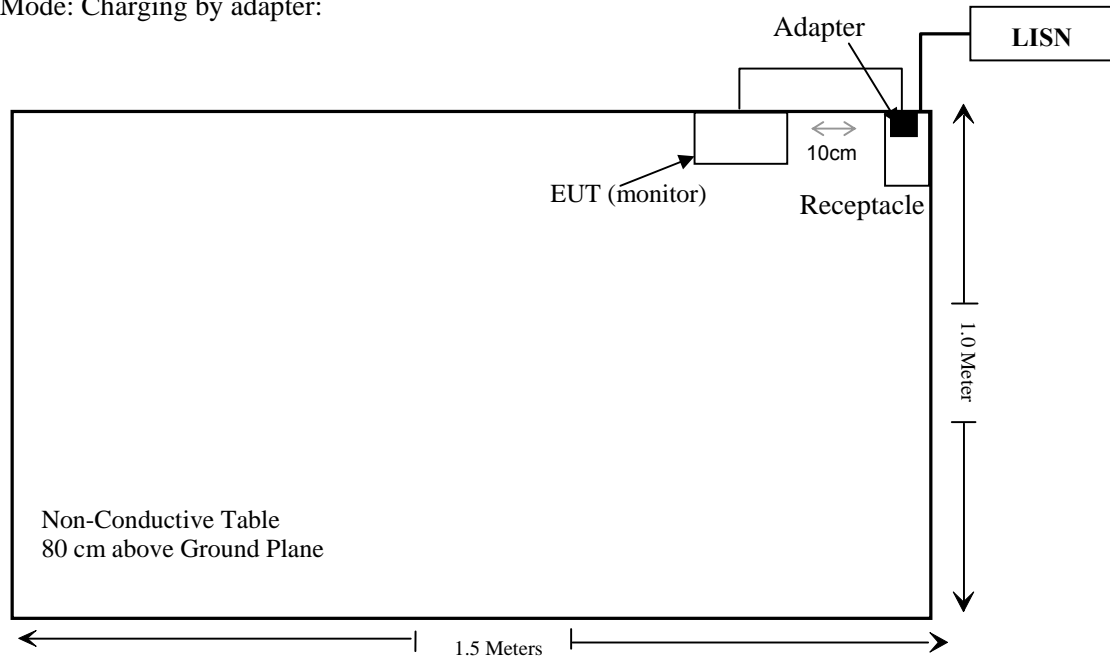 Mode: Charging by adapter:
Adapter
LISN
10cm
EUT (monitor)
Receptacle
1.0 Meter
Non-Conductive Table
80 cm above Ground Plane
1.5 Meters